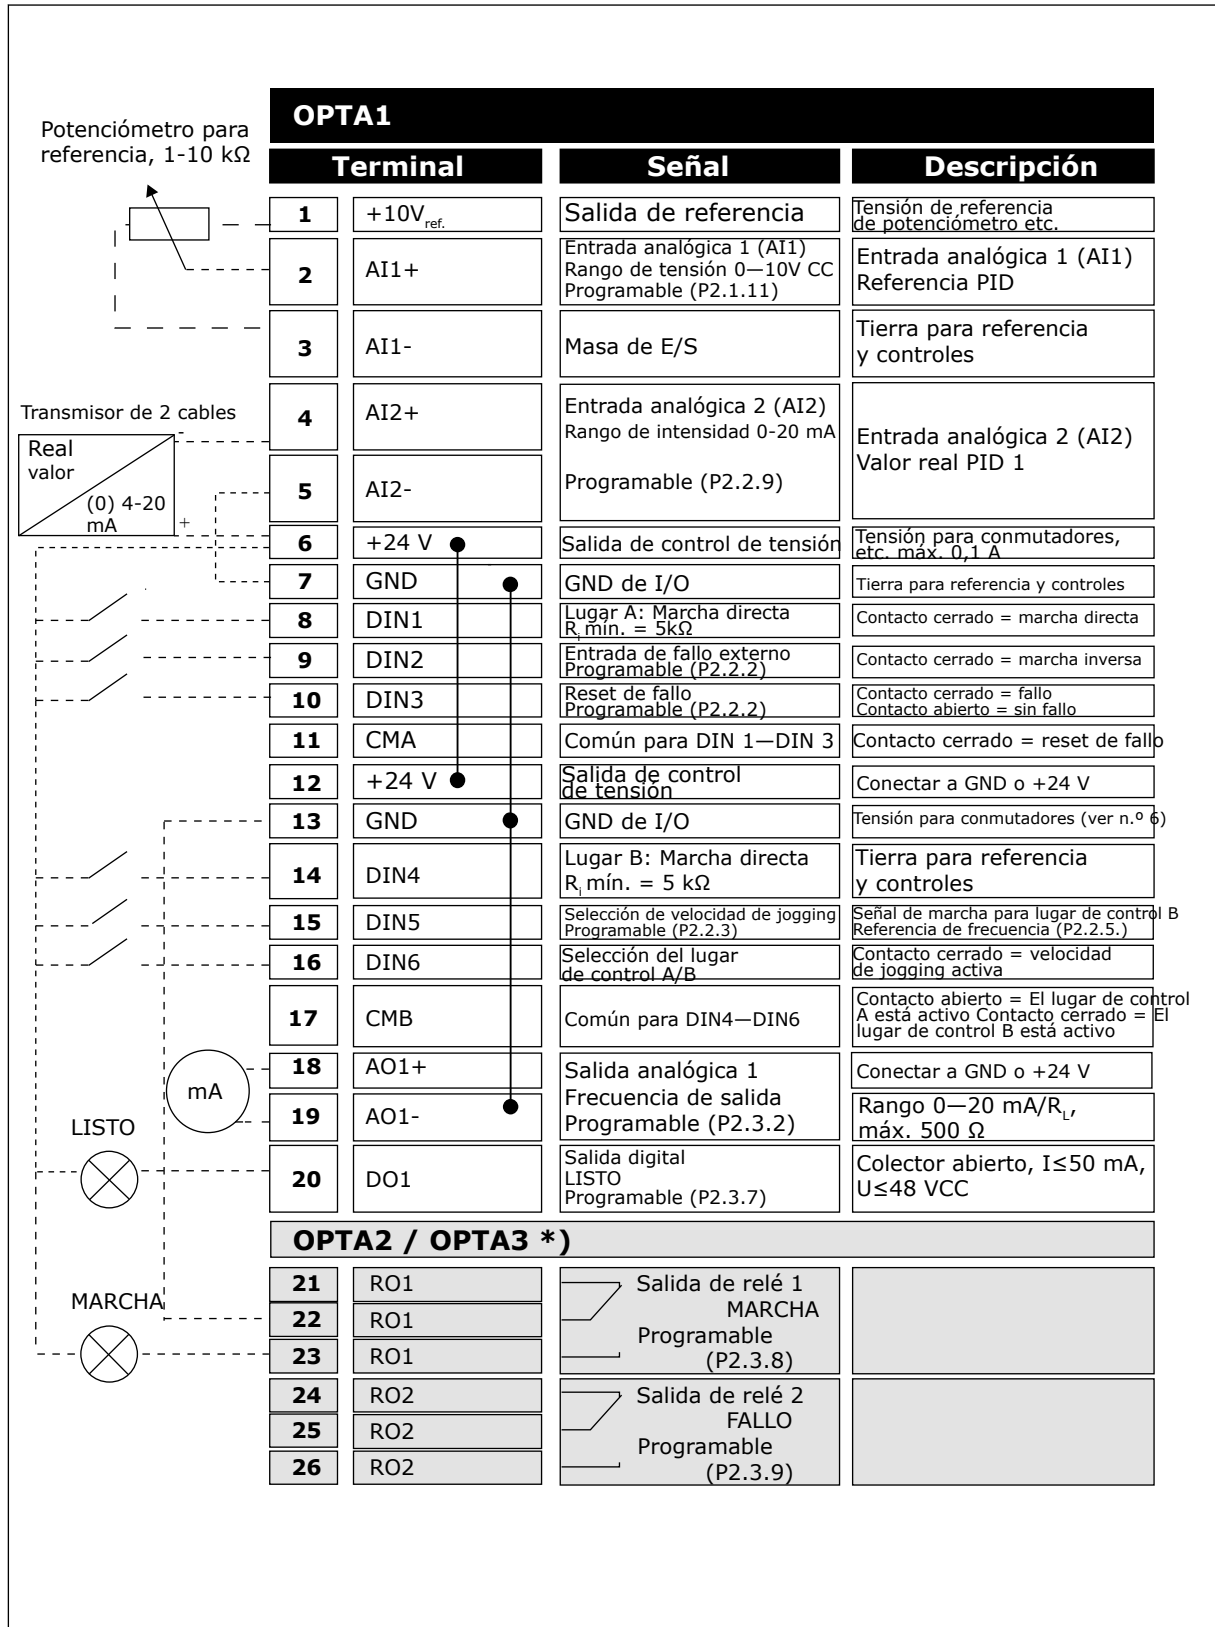 OPTA1
Potenciómetro para
referencia, 1-10 kΩ
Terminal Señal Descripción
1 +10Vref. Salida de referencia Tensión de referencia
de potenciómetro etc.
2 AI1+ Entrada analógica 1 (AI1)
Rango de tensión 0—10V CC
Programable (P2.1.11)
Entrada analógica 1 (AI1)
Referencia PID
3 AI1- Masa de E/S Tierra para referencia
y controles
Transmisor de 2 cables
Real
valor
(0) 4-20
mA
-
+
4 AI2+ Entrada analógica 2 (AI2)
Rango de intensidad 0-20 mA
5 AI2- Programable (P2.2.9)
Entrada analógica 2 (AI2)
Valor real PID 1
6 +24 V Salida de control de tensión Tensión para conmutadores,
etc. máx. 0,1 A
7 GND GND de I/O Tierra para referencia y controles
8 DIN1 Lugar A: Marcha directa
Ri mín. = 5kΩ
Contacto cerrado = marcha directa
9 DIN2 Entrada de fallo externo
Programable (P2.2.2)
Contacto cerrado = marcha inversa
10 DIN3 Reset de fallo
Programable (P2.2.2)
Contacto cerrado = fallo
Contacto abierto = sin fallo
11 CMA Común para DIN 1—DIN 3 Contacto cerrado = reset de fallo
12 +24 V Salida de control
de tensión
Conectar a GND o +24 V
13 GND GND de I/O Tensión para conmutadores (ver n.º 6)
14 DIN4 Lugar B: Marcha directa
Ri mín. = 5 kΩ
Tierra para referencia
y controles
15 DIN5 Selección de velocidad de jogging
Programable (P2.2.3)
Señal de marcha para lugar de control B
Referencia de frecuencia (P2.2.5.)
16 DIN6 Selección del lugar
de control A/B
Contacto cerrado = velocidad
de jogging activa
17 CMB Común para DIN4—DIN6
Contacto abierto = El lugar de control
A está activo Contacto cerrado = El
lugar de control B está activo
mA
18 AO1+ Salida analógica 1
Frecuencia de salida
Programable (P2.3.2)
Conectar a GND o +24 V
19 AO1- Rango 0—20 mA/RL,
máx. 500 Ω
LISTO
20 DO1 Salida digital
LISTO
Programable (P2.3.7)
Colector abierto, I≤50 mA,
U≤48 VCC
OPTA2 / OPTA3 *)
MARCHA
21 RO1 Salida de relé 1
22 RO1 MARCHA
Programable
23 RO1 (P2.3.8)
24 RO2 Salida de relé 2
25 RO2 FALLO
Programable
26 RO2 (P2.3.9)